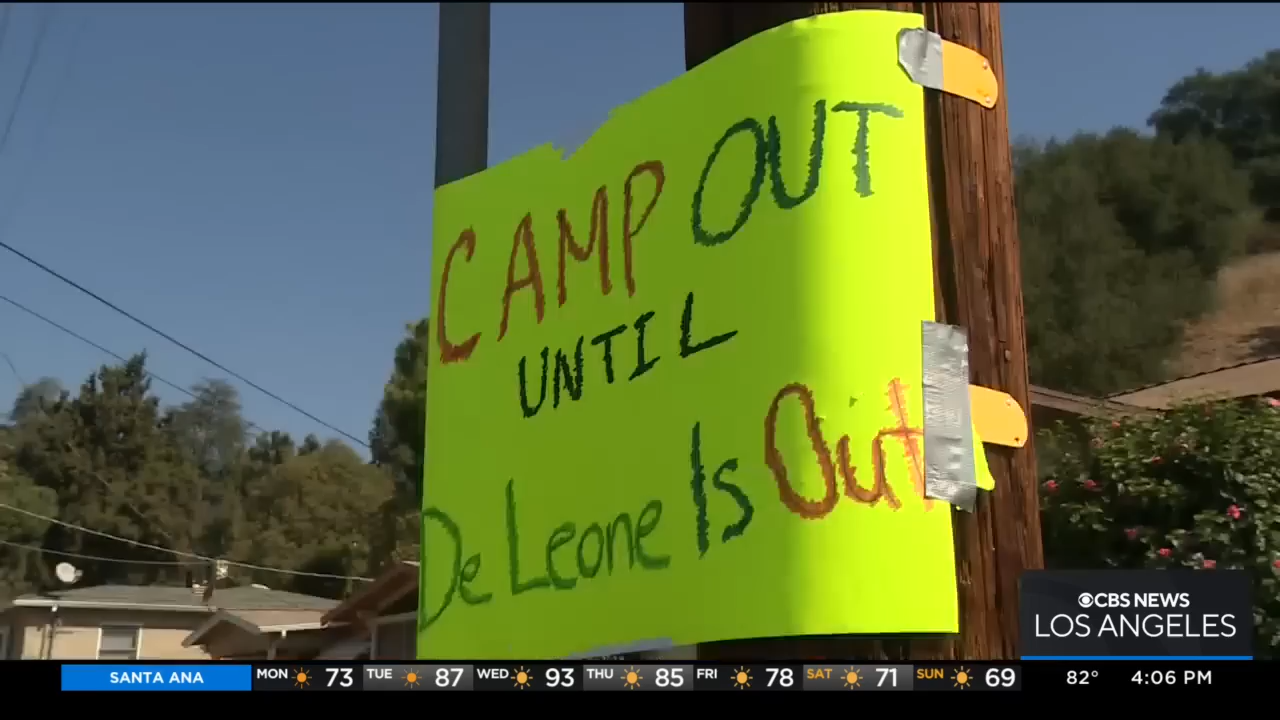 CAMP OUT
UNTIL
De Leone Is Out
CBS NEWS
LOS ANGELES
SANTA ANA MON 73 TUE 87 WED 93 THU 85 FRI 78 SAT 71 SUN 69 82° 4:06 PM